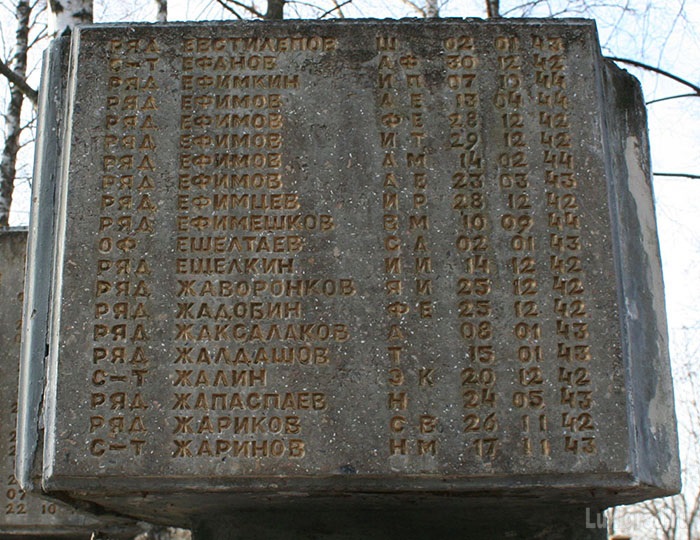 РЯД ЕВСТИЛЕПОВ Ш 02 01 43
С-Т ЕФАНОВ А Ф 30 12 42
РЯД ЕФИМКИН И П 07 10 44
РЯД ЕФИМОВ А Е 13 04 44
РЯД ЕФИМОВ Ф Е 28 12 42
РЯД ЕФИМОВ И Т 29 12 42
РЯД ЕФИМОВ А М 14 02 44
РЯД ЕФИМОВ А В 23 03 43
РЯД ЕФИМЦЕВ И Р 28 12 42
РЯД ЕФИМЕШКОВ В М 10 09 44
ОФ ЕШЕЛТАЕВ С А 02 01 43
РЯД ЕЩЕЛКИН И И 14 12 42
РЯД ЖАВОРОНКОВ Я И 25 12 42
РЯД ЖАДОБИН Ф Е 25 12 42
РЯД ЖАКСАЛАКОВ Д 08 01 43
РЯД ЖАЛДАШОВ Т 15 01 43
С-Т ЖАЛИН Э К 20 12 42
РЯД ЖАПАСПАЕВ Н 24 05 43
РЯД ЖАРИКОВ С В 26 11 42
С-Т ЖАРИНОВ Н М 17 11 43
22 10